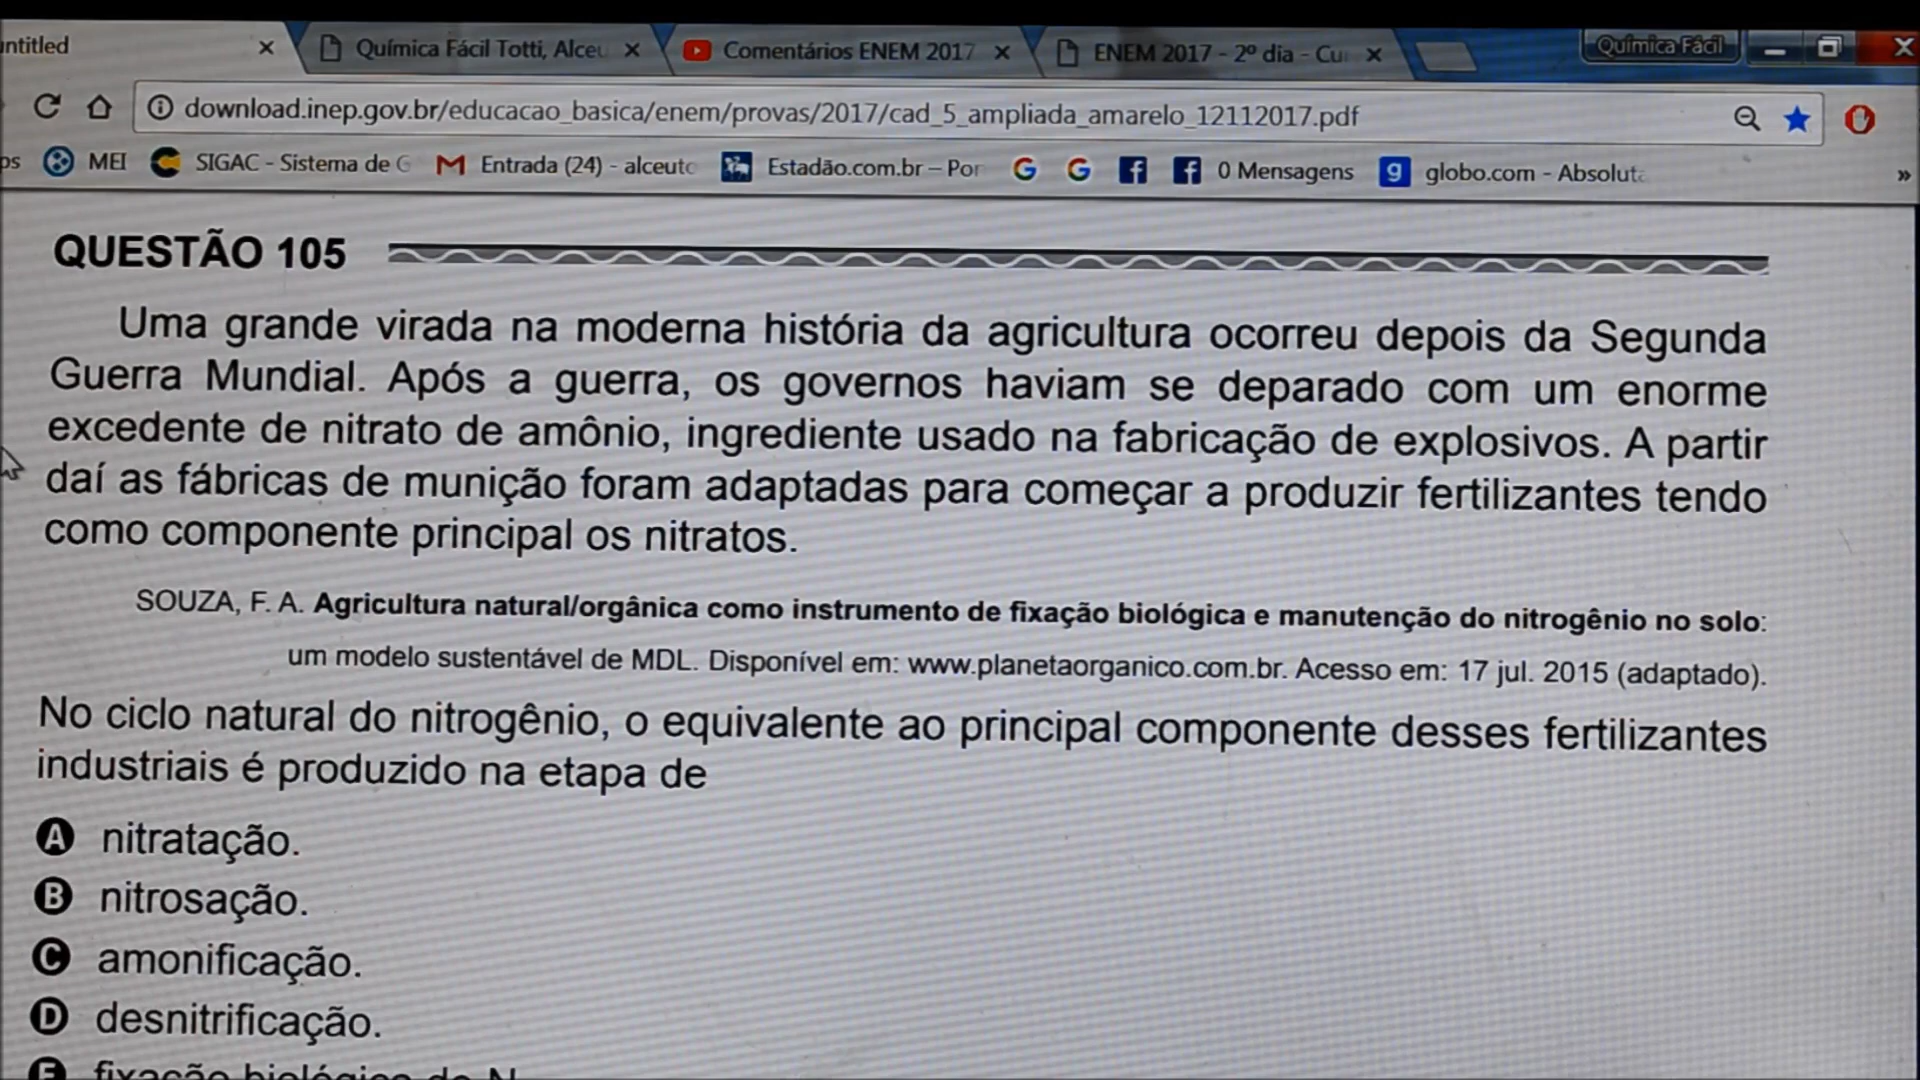 ntitled
Química Fácil Totti, Alceu
Comentários ENEM 2017
ENEM 2017 - 2º dia - Cu
Química Fácil
download.inep.gov.br/educacao_basica/enem/provas/2017/cad_5_ampliada_amarelo_12112017.pdf
ps MEI SIGAC - Sistema de G Entrada (24) - alceutc Estadão.com.br – Por 0 Mensagens globo.com - Absoluta »
QUESTÃO 105
Uma grande virada na moderna história da agricultura ocorreu depois da Segunda
Guerra Mundial. Após a guerra, os governos haviam se deparado com um enorme
excedente de nitrato de amônio, ingrediente usado na fabricação de explosivos. A partir
daí as fábricas de munição foram adaptadas para começar a produzir fertilizantes tendo
como componente principal os nitratos.
SOUZA, F. A. Agricultura natural/orgânica como instrumento de fixação biológica e manutenção do nitrogênio no solo:
um modelo sustentável de MDL. Disponível em: www.planetaorganico.com.br. Acesso em: 17 jul. 2015 (adaptado).
No ciclo natural do nitrogênio, o equivalente ao principal componente desses fertilizantes
industriais é produzido na etapa de
A nitratação.
B nitrosação.
C amonificação.
D desnitrificação.
E fixação biológica do N